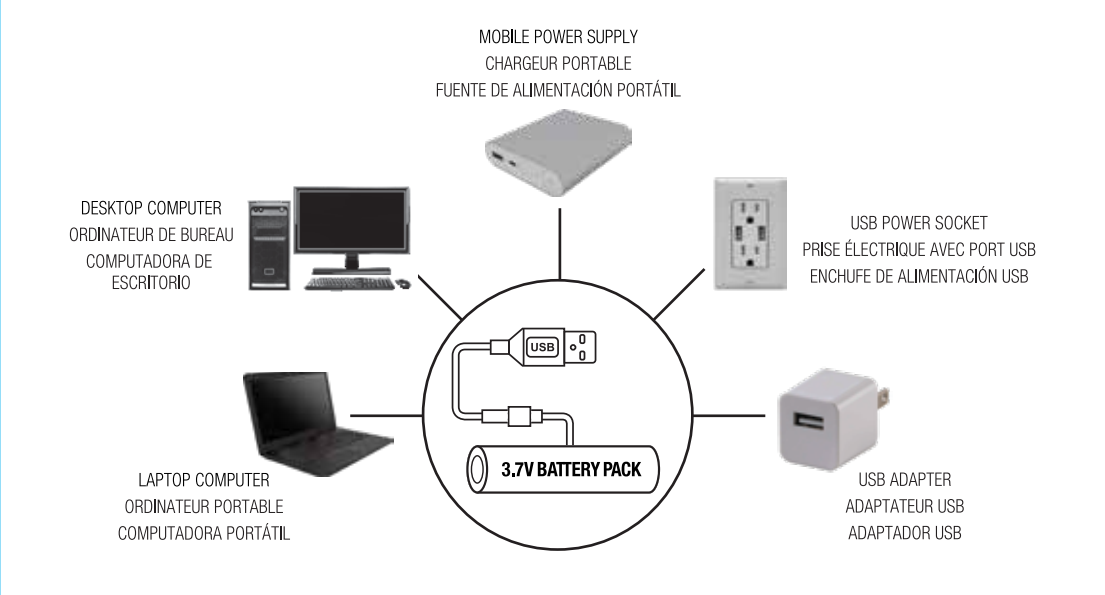 MOBILE POWER SUPPLY
CHARGEUR PORTABLE
FUENTE DE ALIMENTACIÓN PORTÁTIL
DESKTOP COMPUTER
ORDINATEUR DE BUREAU
COMPUTADORA DE
ESCRITORIO
USB POWER SOCKET
PRISE ÉLECTRIQUE AVEC PORT USB
ENCHUFE DE ALIMENTACIÓN USB
USB
3.7V BATTERY PACK
LAPTOP COMPUTER
ORDINATEUR PORTABLE
COMPUTADORA PORTÁTIL
USB ADAPTER
ADAPTATEUR USB
ADAPTADOR USB